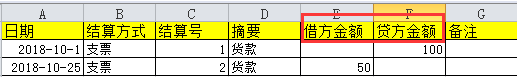 A B C D E F G
日期 结算方式 结算号 摘要 借方金额 贷方金额 备注
2018-10-1 支票 1 货款 100
2018-10-25 支票 2 货款 50